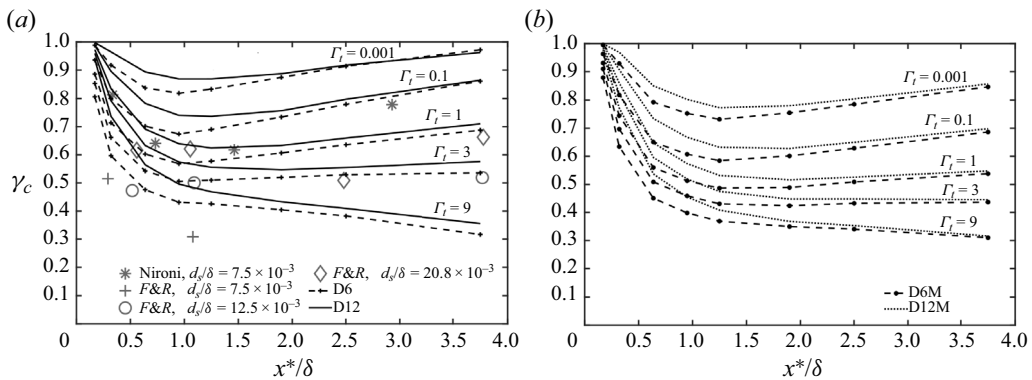 (a)
1.0
0.9
0.8
0.7
0.6
0.5
0.4
0.3
0.2
0.1
0
0.5
1.0
1.5
2.0
2.5
3.0
3.5
4.0
γc
x*/δ
Γt = 0.001
Γt = 0.1
Γt = 1
Γt = 3
Γt = 9
Nironi, ds/δ = 7.5 × 10−3
F&R, ds/δ = 7.5 × 10−3
F&R, ds/δ = 12.5 × 10−3
F&R, ds/δ = 20.8 × 10−3
D6
D12
(b)
1.0
0.9
0.8
0.7
0.6
0.5
0.4
0.3
0.2
0.1
0
0.5
1.0
1.5
2.0
2.5
3.0
3.5
4.0
x*/δ
Γt = 0.001
Γt = 0.1
Γt = 1
Γt = 3
Γt = 9
D6M
D12M